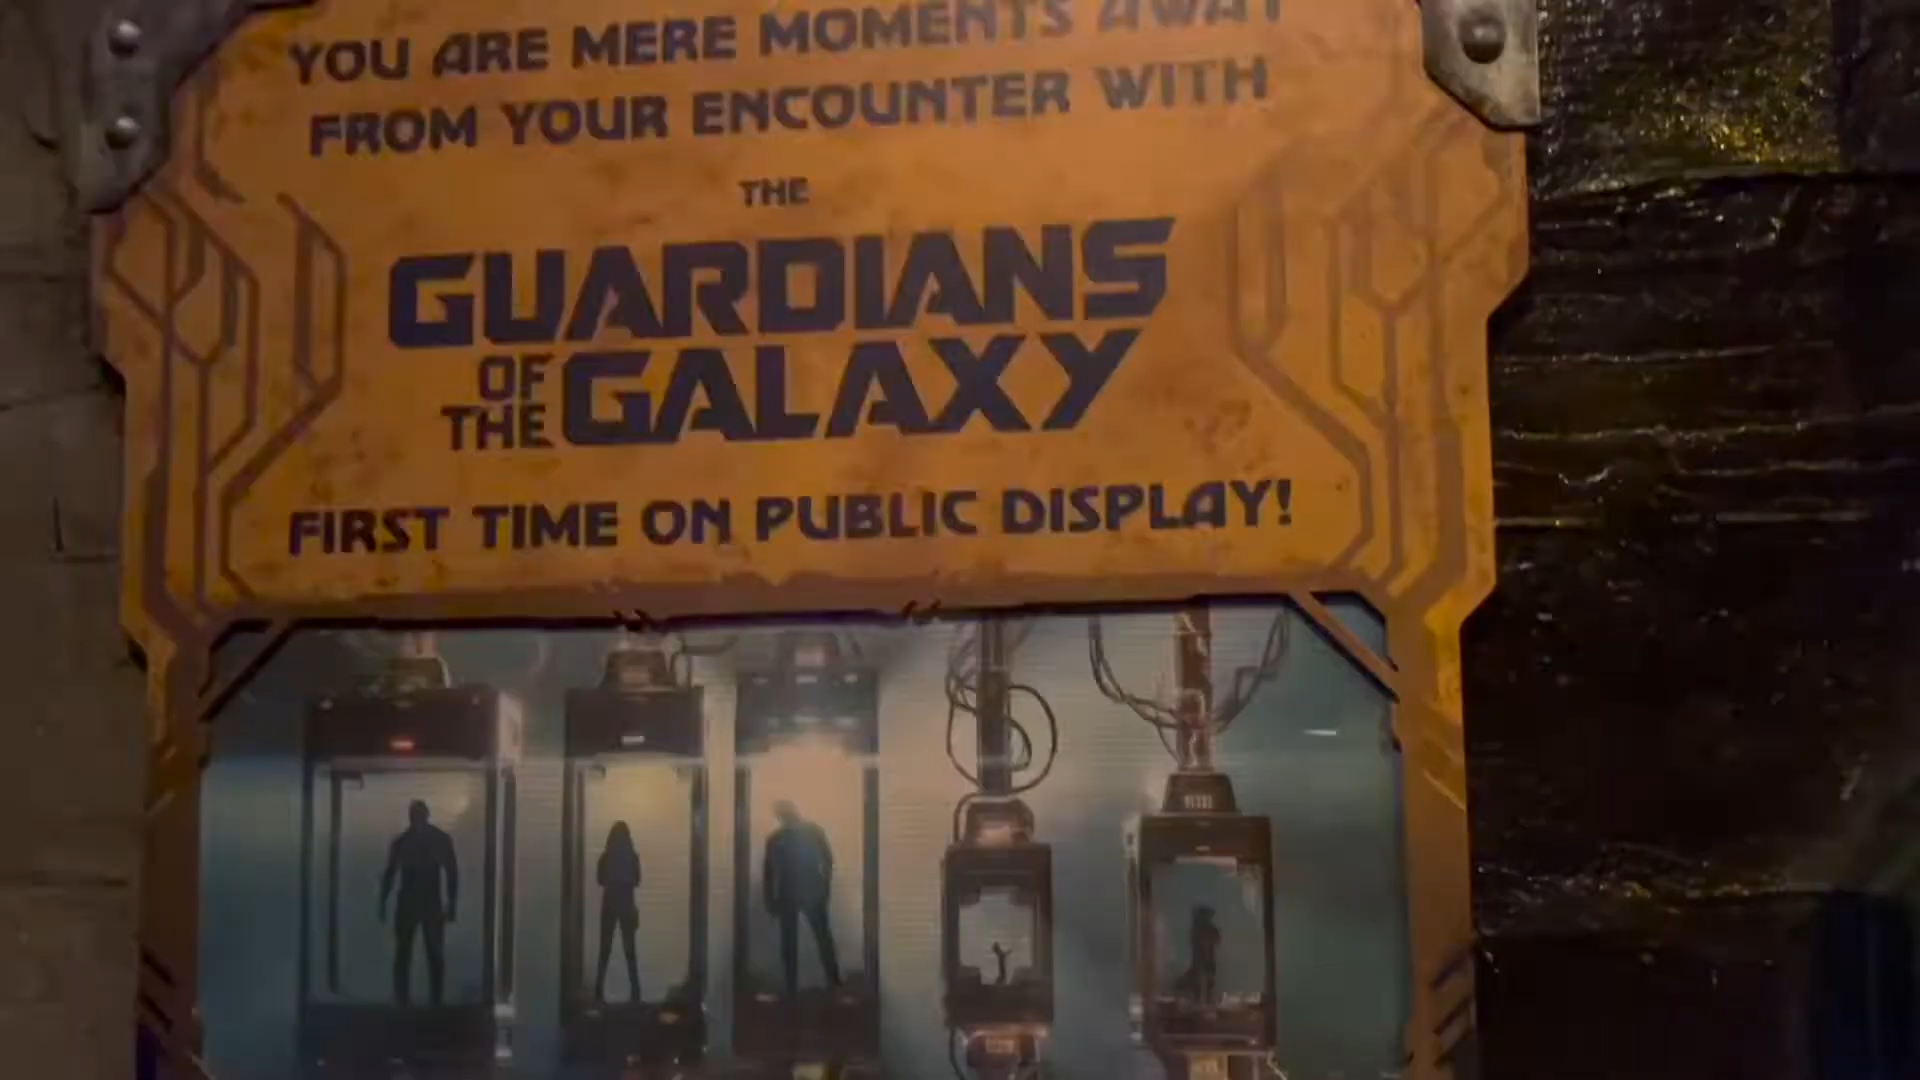 YOU ARE MERE MOMENTS AWAY
FROM YOUR ENCOUNTER WITH
THE
GUARDIANS
OF THE GALAXY
FIRST TIME ON PUBLIC DISPLAY!